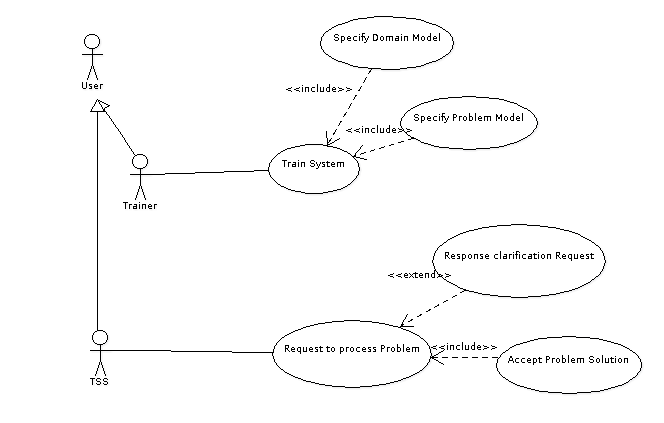 Specify Domain Model
User
<<include>>
Specify Problem Model
<<include>>
Train System
Trainer
Response clarification Request
<<extend>>
Request to process Problem
<<include>>
Accept Problem Solution
TSS